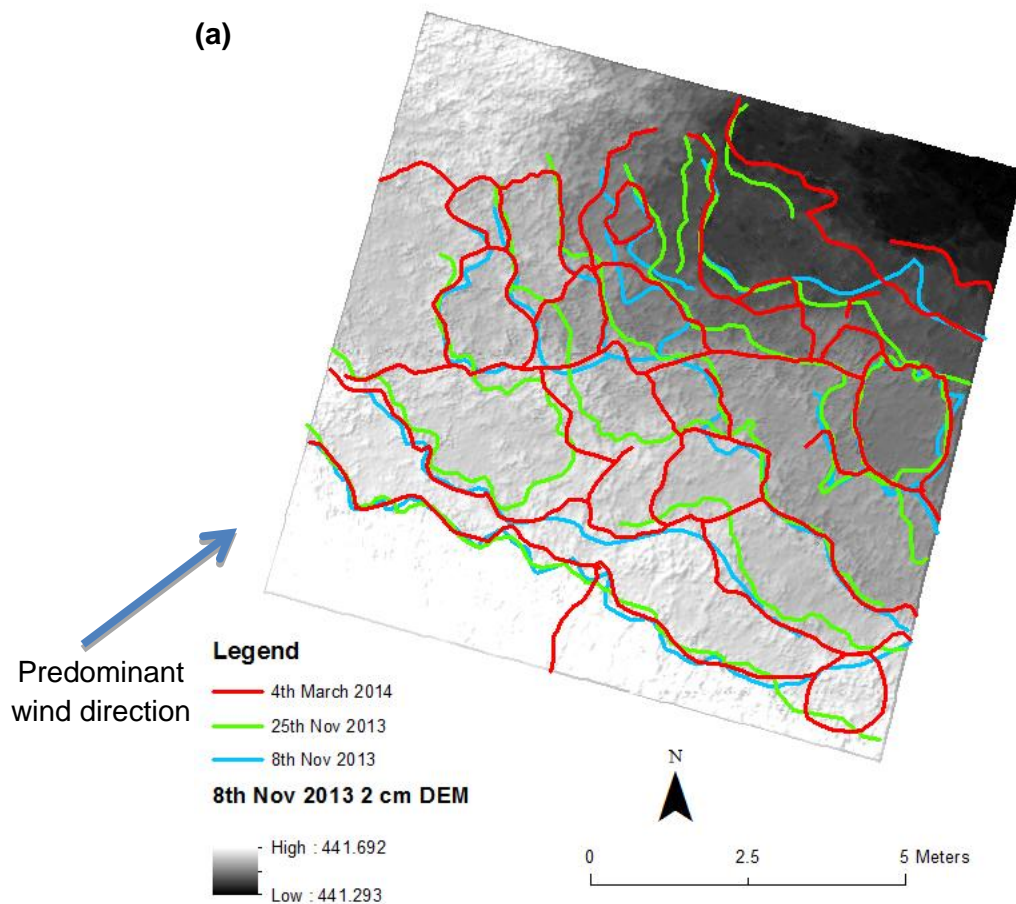 (a)
Predominant
wind direction
Legend
4th March 2014
25th Nov 2013
8th Nov 2013
8th Nov 2013 2 cm DEM
High : 441.692
Low : 441.293
N
0 2.5 5 Meters